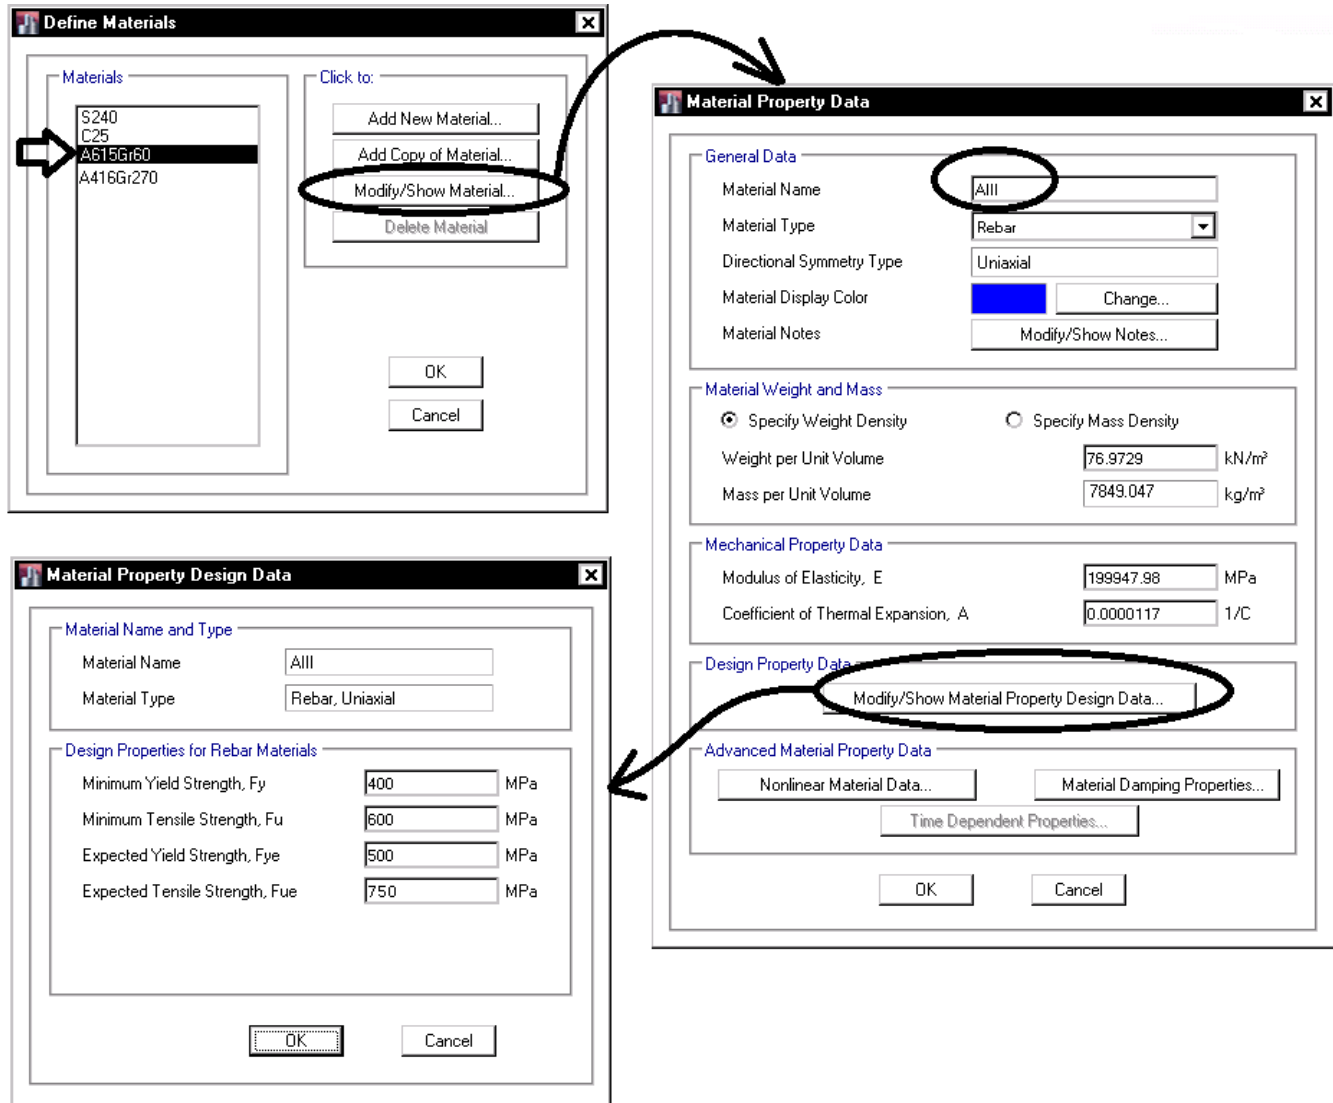 Define Materials
Materials
S240
C25
A615Gr60
A416Gr270
Click to:
Add New Material...
Add Copy of Material...
Modify/Show Material...
Delete Material
OK
Cancel
Material Property Data
General Data
Material Name AIII
Material Type Rebar
Directional Symmetry Type Uniaxial
Material Display Color Change...
Material Notes Modify/Show Notes...
Material Weight and Mass
Specify Weight Density Specify Mass Density
Weight per Unit Volume 76.9729 kN/m³
Mass per Unit Volume 7849.047 kg/m³
Mechanical Property Data
Modulus of Elasticity, E 199947.98 MPa
Coefficient of Thermal Expansion, A 0.0000117 1/C
Design Property Data
Modify/Show Material Property Design Data...
Advanced Material Property Data
Nonlinear Material Data... Material Damping Properties...
Time Dependent Properties...
OK Cancel
Material Property Design Data
Material Name and Type
Material Name AIII
Material Type Rebar, Uniaxial
Design Properties for Rebar Materials
Minimum Yield Strength, Fy 400 MPa
Minimum Tensile Strength, Fu 600 MPa
Expected Yield Strength, Fye 500 MPa
Expected Tensile Strength, Fue 750 MPa
OK Cancel